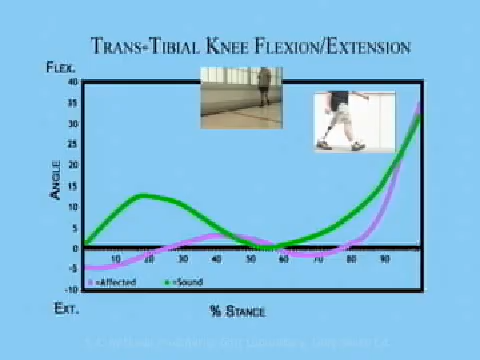 TRANS-TIBIAL KNEE FLEXION/EXTENSION
FLEX.
40
35
30
25
20
15
10
5
0
-5
-10
ANGLE
10 20 30 40 50 60 70 80 90 100
=Affected =Sound
EXT.
% STANCE